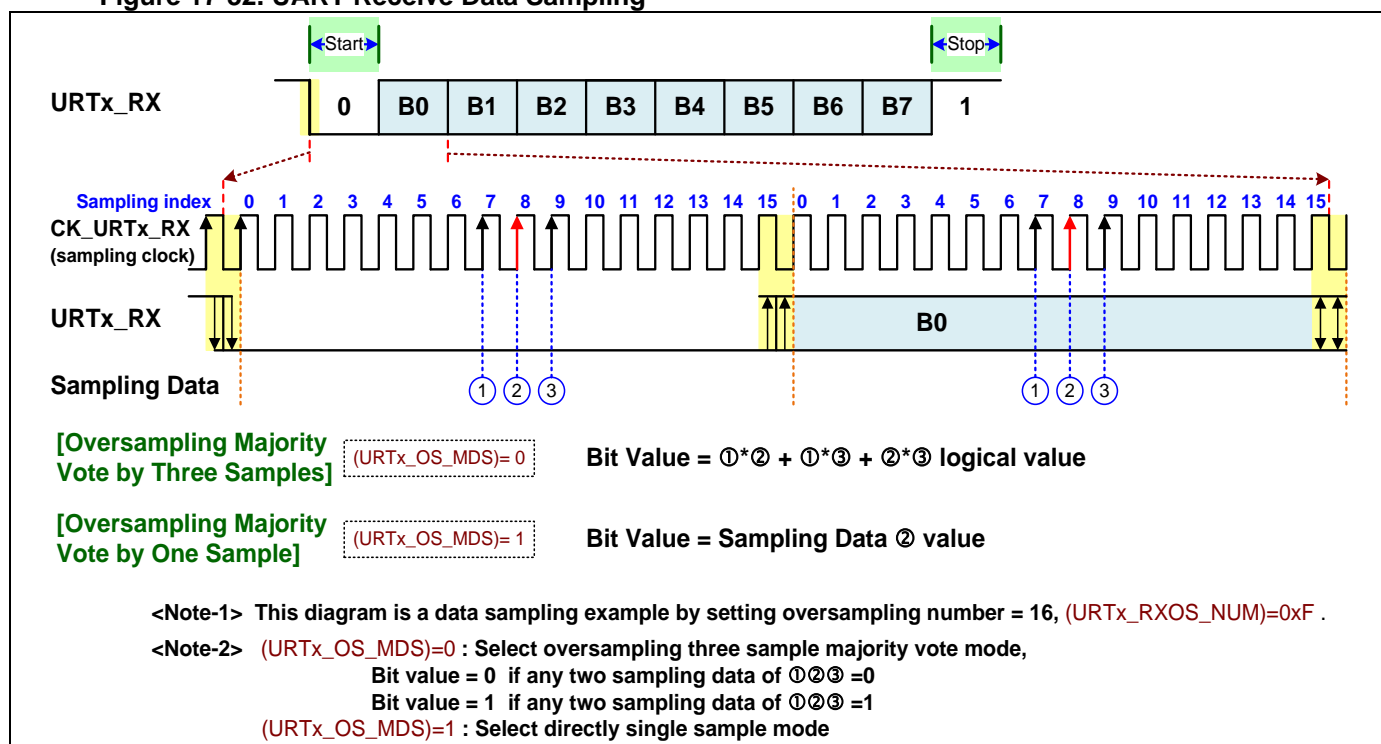 Figure 17-32. UART Receive Data Sampling
Start
Stop
URTx_RX
0 B0 B1 B2 B3 B4 B5 B6 B7 1
Sampling index 0 1 2 3 4 5 6 7 8 9 10 11 12 13 14 15 0 1 2 3 4 5 6 7 8 9 10 11 12 13 14 15
CK_URTx_RX
(sampling clock)
URTx_RX
B0
Sampling Data
1 2 3 1 2 3
[Oversampling Majority
Vote by Three Samples]
(URTx_OS_MDS)= 0
Bit Value = ①*② + ①*③ + ②*③ logical value
[Oversampling Majority
Vote by One Sample]
(URTx_OS_MDS)= 1
Bit Value = Sampling Data ② value
<Note-1> This diagram is a data sampling example by setting oversampling number = 16, (URTx_RXOS_NUM)=0xF .
<Note-2> (URTx_OS_MDS)=0 : Select oversampling three sample majority vote mode,
Bit value = 0 if any two sampling data of ①②③ =0
Bit value = 1 if any two sampling data of ①②③ =1
(URTx_OS_MDS)=1 : Select directly single sample mode